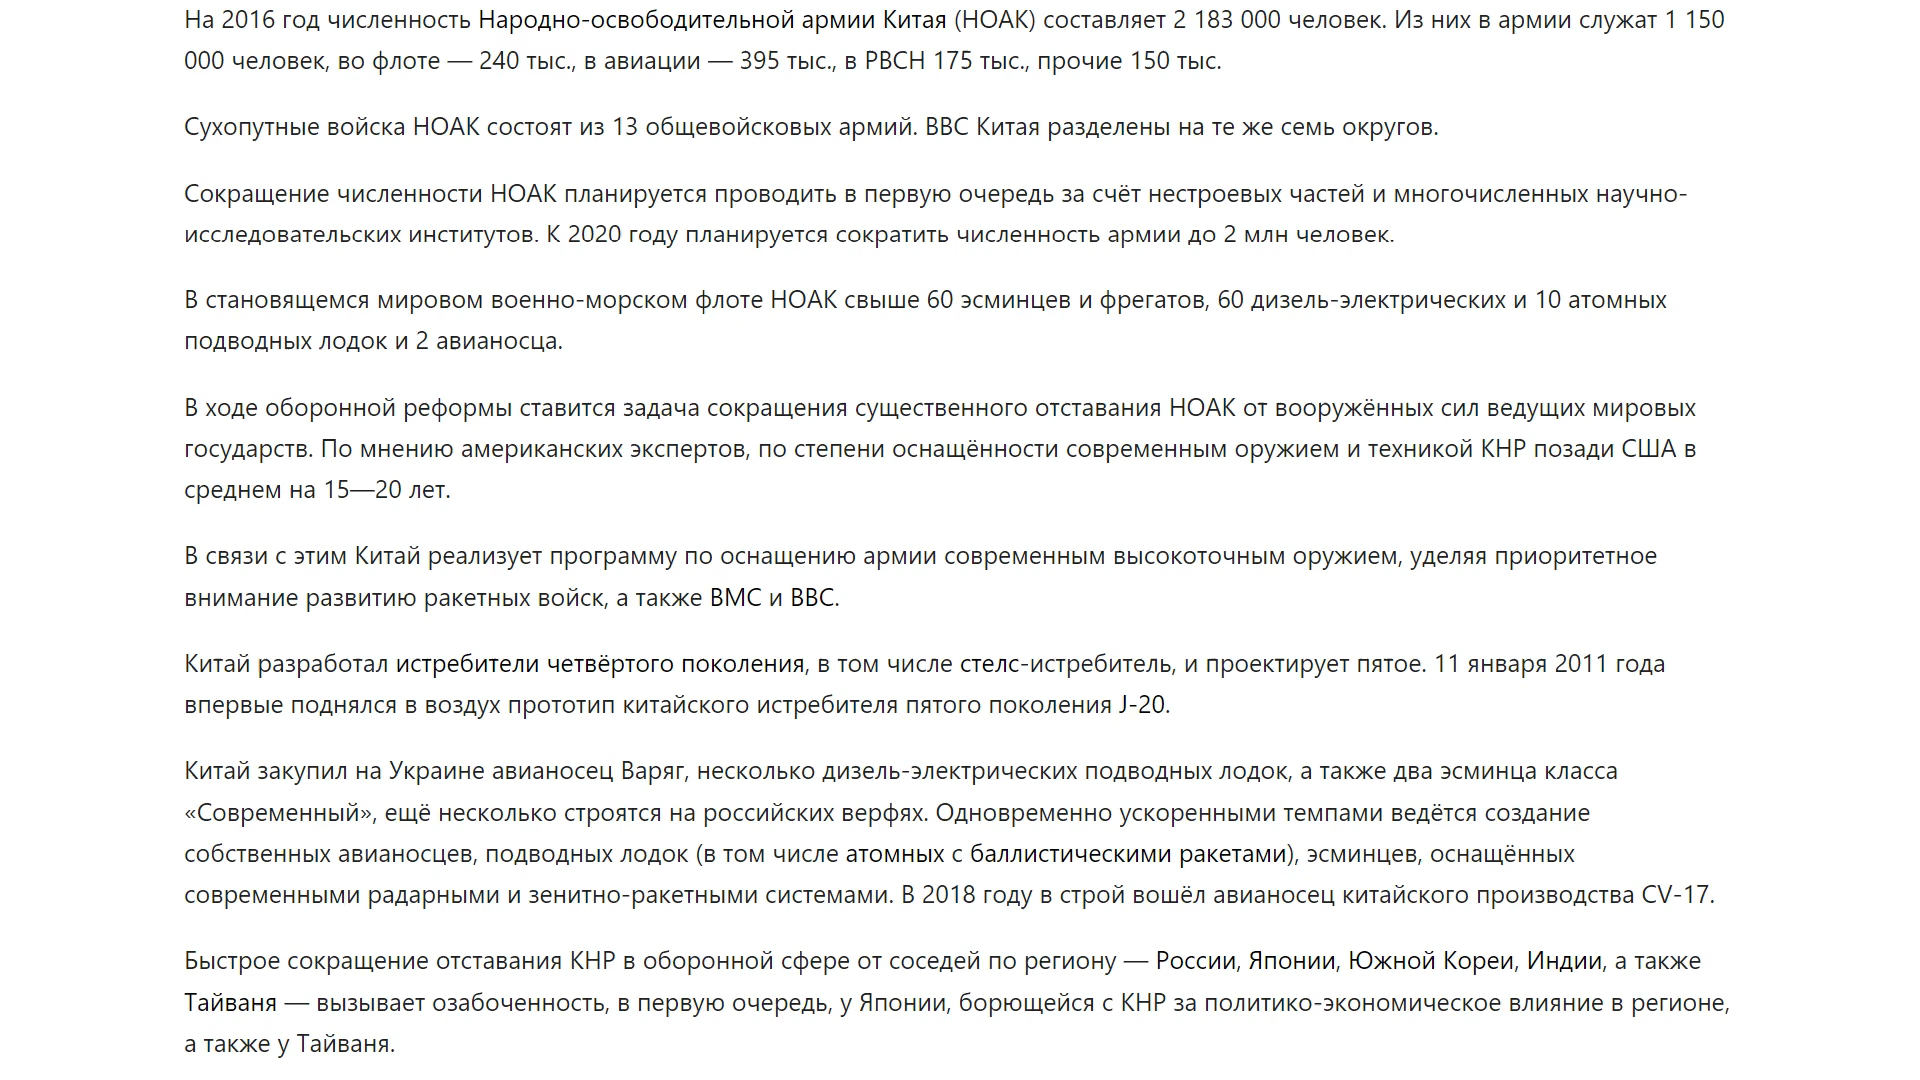 На 2016 год численность Народно-освободительной армии Китая (НОАК) составляет 2 183 000 человек. Из них в армии служат 1 150
000 человек, во флоте — 240 тыс., в авиации — 395 тыс., в РВСН 175 тыс., прочие 150 тыс.
Сухопутные войска НОАК состоят из 13 общевойсковых армий. ВВС Китая разделены на те же семь округов.
Сокращение численности НОАК планируется проводить в первую очередь за счёт нестроевых частей и многочисленных научно-
исследовательских институтов. К 2020 году планируется сократить численность армии до 2 млн человек.
В становящемся мировом военно-морском флоте НОАК свыше 60 эсминцев и фрегатов, 60 дизель-электрических и 10 атомных
подводных лодок и 2 авианосца.
В ходе оборонной реформы ставится задача сокращения существенного отставания НОАК от вооружённых сил ведущих мировых
государств. По мнению американских экспертов, по степени оснащённости современным оружием и техникой КНР позади США в
среднем на 15—20 лет.
В связи с этим Китай реализует программу по оснащению армии современным высокоточным оружием, уделяя приоритетное
внимание развитию ракетных войск, а также ВМС и ВВС.
Китай разработал истребители четвёртого поколения, в том числе стелс-истребитель, и проектирует пятое. 11 января 2011 года
впервые поднялся в воздух прототип китайского истребителя пятого поколения J-20.
Китай закупил на Украине авианосец Варяг, несколько дизель-электрических подводных лодок, а также два эсминца класса
«Современный», ещё несколько строятся на российских верфях. Одновременно ускоренными темпами ведётся создание
собственных авианосцев, подводных лодок (в том числе атомных с баллистическими ракетами), эсминцев, оснащённых
современными радарными и зенитно-ракетными системами. В 2018 году в строй вошёл авианосец китайского производства CV-17.
Быстрое сокращение отставания КНР в оборонной сфере от соседей по региону — России, Японии, Южной Кореи, Индии, а также
Тайваня — вызывает озабоченность, в первую очередь, у Японии, борющейся с КНР за политико-экономическое влияние в регионе,
а также у Тайваня.